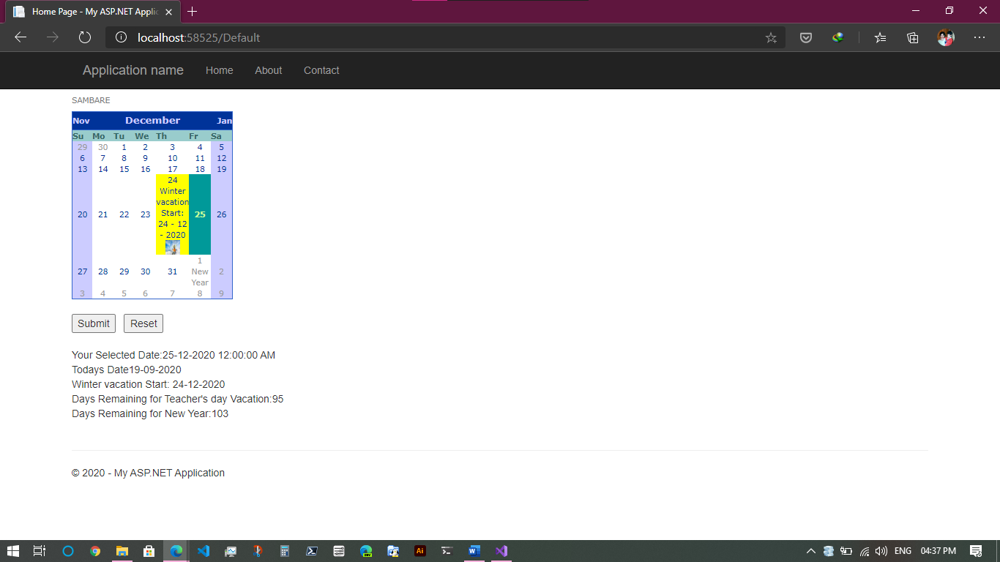 Home Page - My ASP.NET Applic
localhost:58525/Default
Application name Home About Contact
SAMBARE
Nov December Jan
Su Mo Tu We Th Fr Sa
29 30 1 2 3 4 5
6 7 8 9 10 11 12
13 14 15 16 17 18 19
20 21 22 23 24 25 26
Winter
vacation
Start:
24 - 12
- 2020
27 28 29 30 31 1 2
New
Year
3 4 5 6 7 8 9
Submit Reset
Your Selected Date:25-12-2020 12:00:00 AM
Todays Date19-09-2020
Winter vacation Start: 24-12-2020
Days Remaining for Teacher's day Vacation:95
Days Remaining for New Year:103
© 2020 - My ASP.NET Application
DEV
Ai
W
ENG 04:37 PM